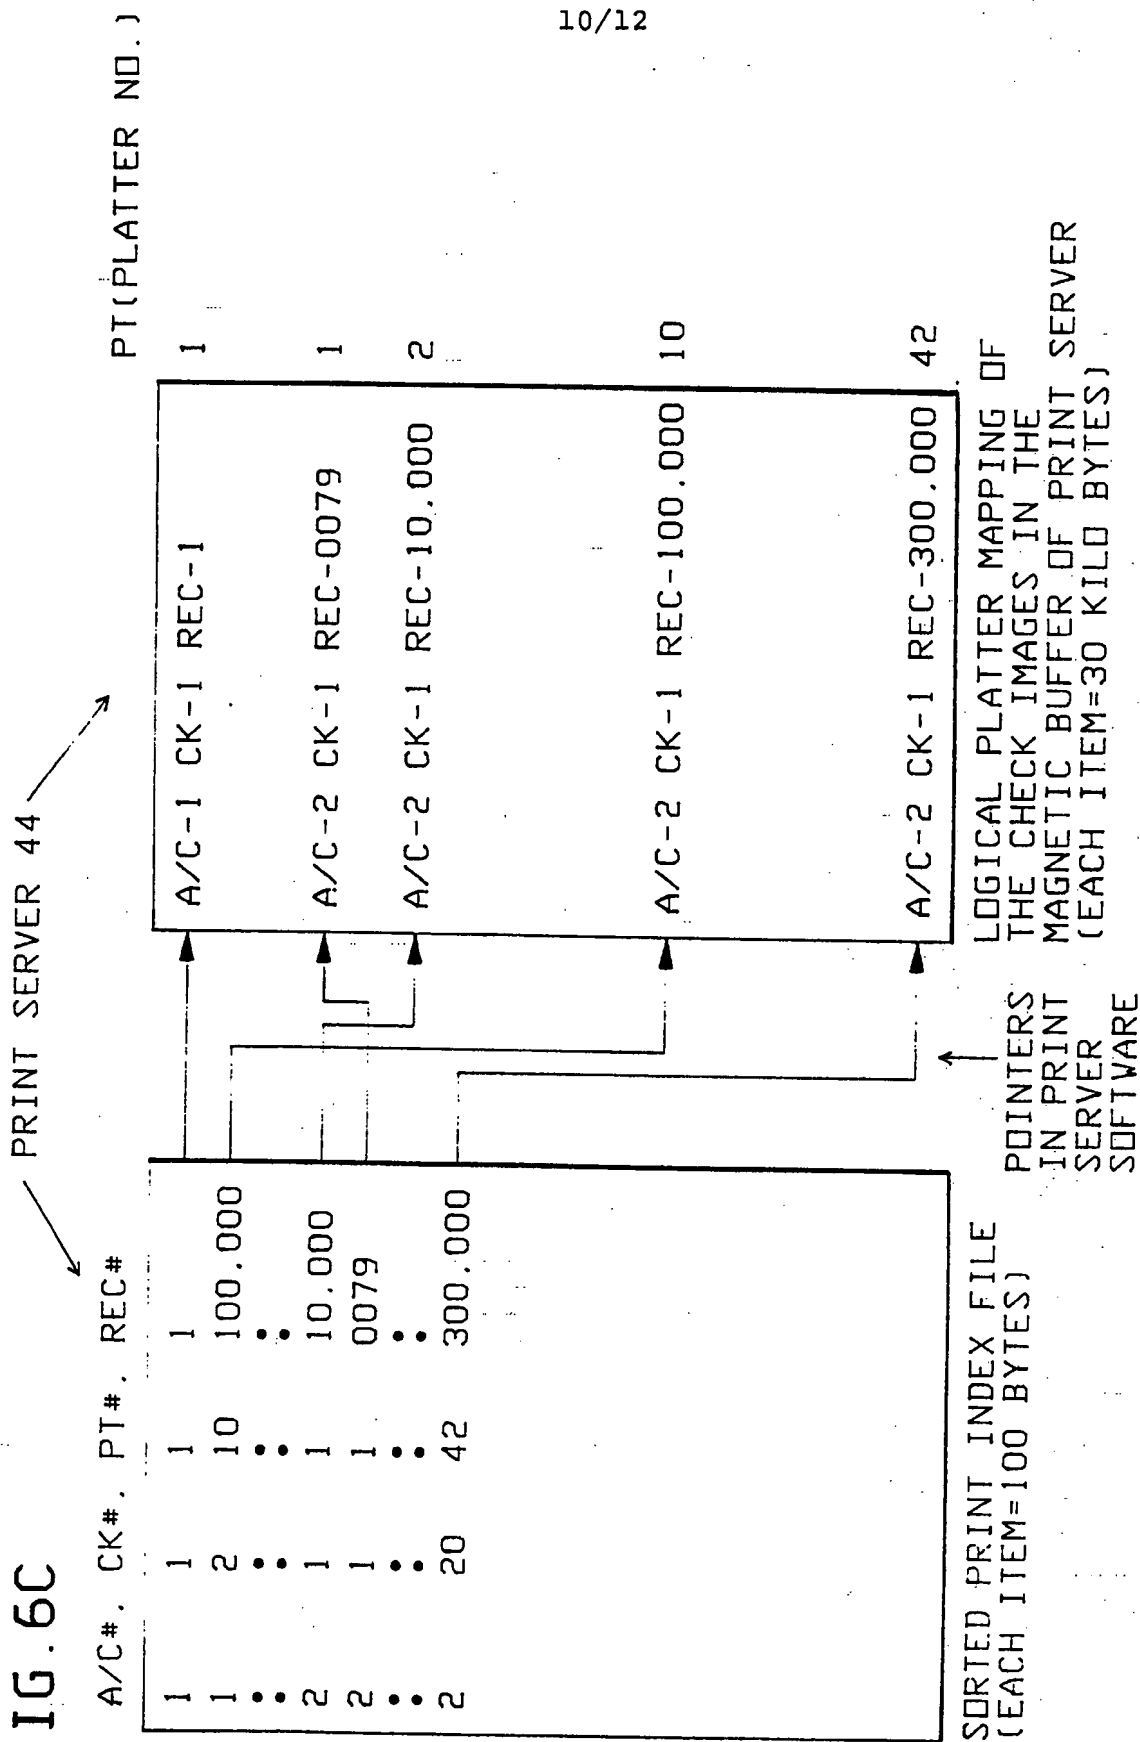 10/12
IG.6C
PRINT SERVER 44
A/C#, CK#, PT#, REC#
1 1 1 1
1 2 10 100.000
2 1 1 10.000
2 1 1 0079
2 20 42 300.000
SORTED PRINT INDEX FILE
(EACH ITEM=100 BYTES)
POINTERS
IN PRINT
SERVER
SOFTWARE
PT(PLATTER NO.)
A/C-1 CK-1 REC-1 1
A/C-2 CK-1 REC-0079 1
A/C-2 CK-1 REC-10.000 2
A/C-2 CK-1 REC-100.000 10
A/C-2 CK-1 REC-300.000 42
LOGICAL PLATTER MAPPING OF
THE CHECK IMAGES IN THE
MAGNETIC BUFFER OF PRINT SERVER
(EACH ITEM=30 KILO BYTES)